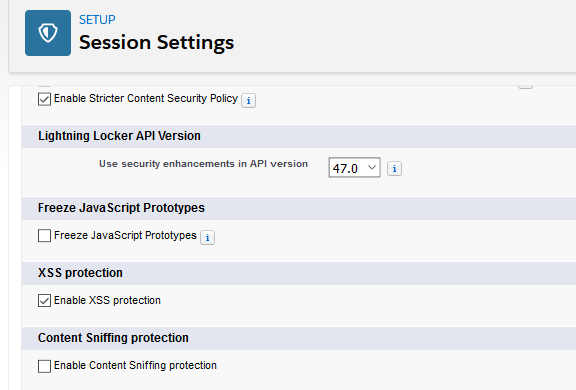 SETUP
Session Settings
Enable Stricter Content Security Policy i
Lightning Locker API Version
Use security enhancements in API version 47.0 i
Freeze JavaScript Prototypes
Freeze JavaScript Prototypes i
XSS protection
Enable XSS protection
Content Sniffing protection
Enable Content Sniffing protection